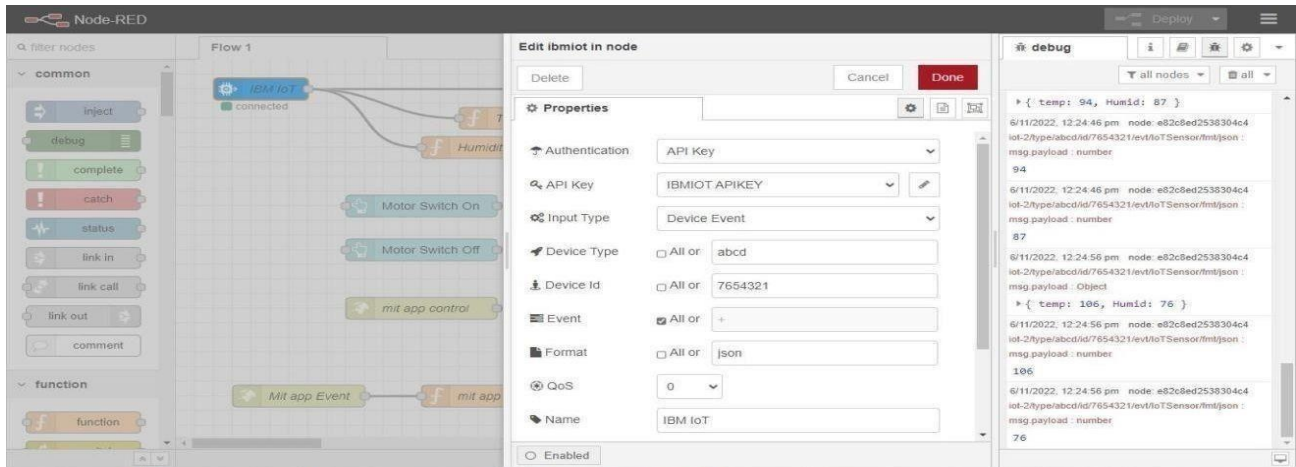 Node-RED
Deploy
filter nodes
Flow 1
Edit ibmiot in node
debug
i
common
IBM IoT
Delete
Cancel
Done
all nodes
all
connected
{ temp: 94, Humid: 87 }
inject
T
Properties
6/11/2022, 12:24:46 pm node: e82c8ed2538304c4
iot-2/type/abcd/id/7654321/evt/IoTSensor/fmt/json :
msg.payload : number
94
debug
Humidit
Authentication
API Key
complete
API Key
IBMIOT APIKEY
6/11/2022, 12:24:46 pm node: e82c8ed2538304c4
iot-2/type/abcd/id/7654321/evt/IoTSensor/fmt/json :
msg.payload : number
87
catch
Motor Switch On
Input Type
Device Event
status
Motor Switch Off
Device Type
All or
abcd
6/11/2022, 12:24:56 pm node: e82c8ed2538304c4
iot-2/type/abcd/id/7654321/evt/IoTSensor/fmt/json :
msg.payload : Object
{ temp: 106, Humid: 76 }
link in
link call
Device Id
All or
7654321
link out
mit app control
Event
All or
+
6/11/2022, 12:24:56 pm node: e82c8ed2538304c4
iot-2/type/abcd/id/7654321/evt/IoTSensor/fmt/json :
msg.payload : number
106
comment
Format
All or
json
function
Mit app Event
mit app
QoS
0
6/11/2022, 12:24:56 pm node: e82c8ed2538304c4
iot-2/type/abcd/id/7654321/evt/IoTSensor/fmt/json :
msg.payload : number
76
function
Name
IBM IoT
Enabled